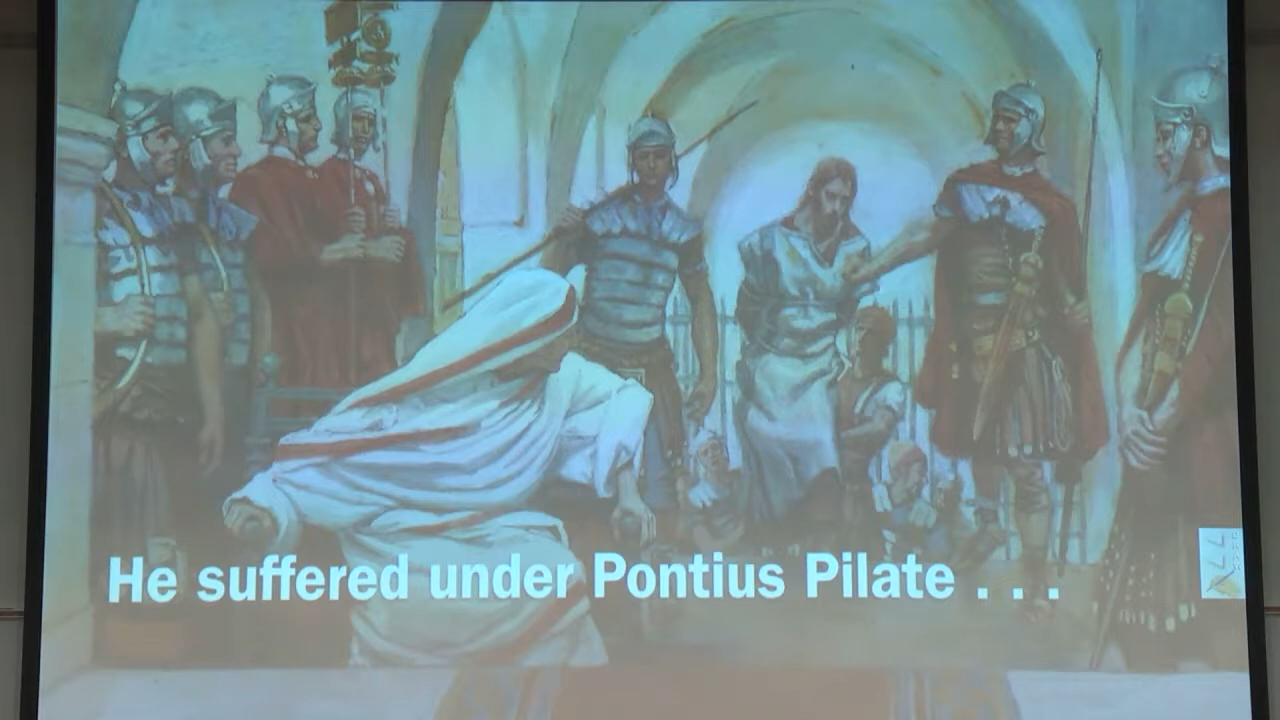 He suffered under Pontius Pilate . . .